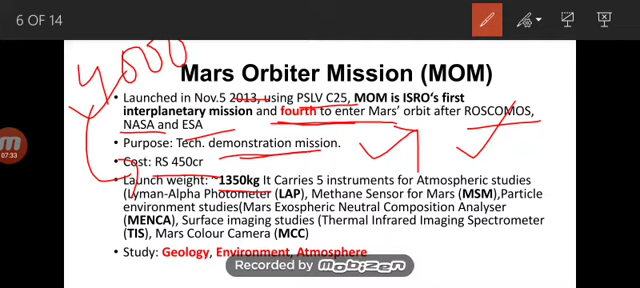 6 OF 14
4000
Mars Orbiter Mission (MOM)
• Launched in Nov.5 2013, using PSLV C25, MOM is ISRO's first
interplanetary mission and fourth to enter Mars' orbit after ROSCOMOS,
NASA and ESA
• Purpose: Tech. demonstration mission.
• Cost: RS 450cr
• Launch weight: ~1350kg It Carries 5 instruments for Atmospheric studies
(Lyman-Alpha Photometer (LAP), Methane Sensor for Mars (MSM),Particle
environment studies(Mars Exospheric Neutral Composition Analyser
(MENCA), Surface imaging studies (Thermal Infrared Imaging Spectrometer
(TIS), Mars Colour Camera (MCC)
• Study: Geology, Environment, Atmosphere
07:33
Recorded by mobizen